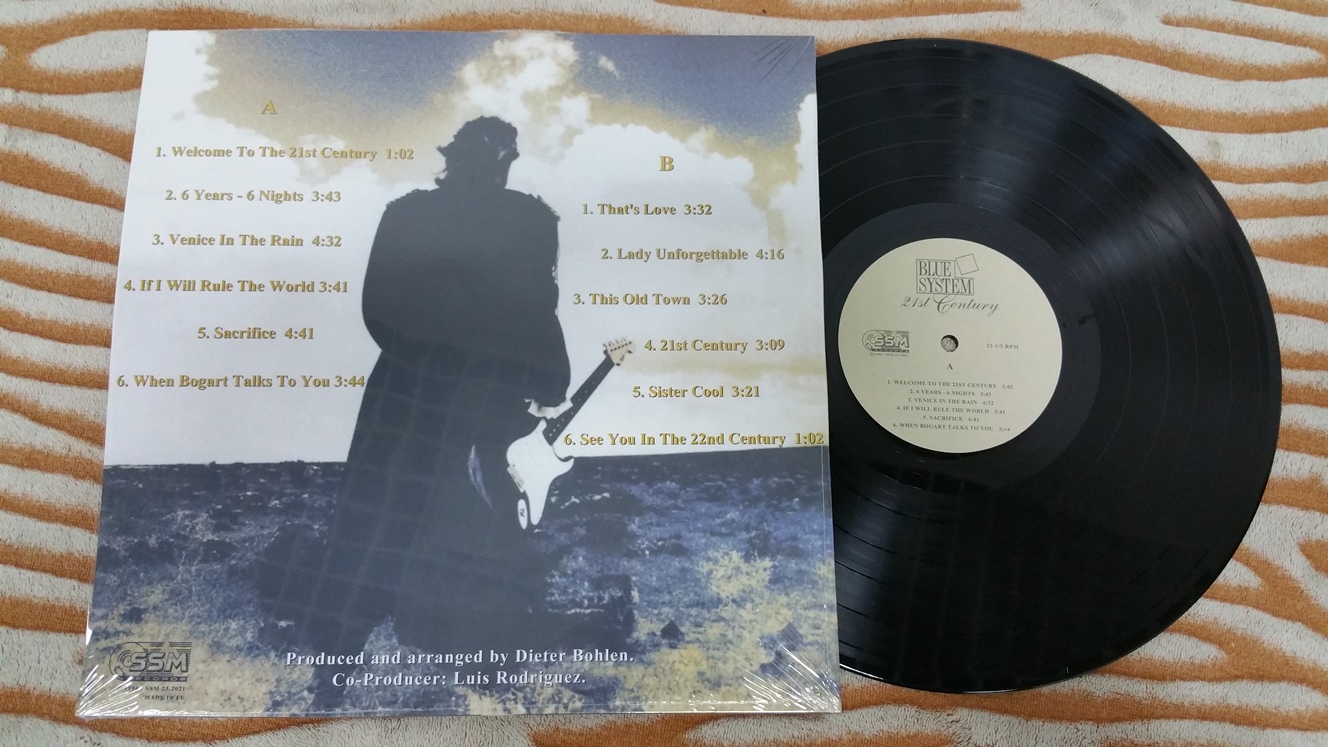 A
1. Welcome To The 21st Century 1:02
2. 6 Years - 6 Nights 3:43
3. Venice In The Rain 4:32
4. If I Will Rule The World 3:41
5. Sacrifice 4:41
6. When Bogart Talks To You 3:44
B
1. That's Love 3:32
2. Lady Unforgettable 4:16
3. This Old Town 3:26
4. 21st Century 3:09
5. Sister Cool 3:21
6. See You In The 22nd Century 1:02
Produced and arranged by Dieter Bohlen.
Co-Producer: Luis Rodriguez.
SSM
RECORDS
SSM-23.2021
MADE IN EU
BLUE
SYSTEM
21st Century
SSM
RECORDS
33 1/3 RPM
A
1. WELCOME TO THE 21ST CENTURY 1:02
2. 6 YEARS - 6 NIGHTS 3:43
3. VENICE IN THE RAIN 4:32
4. IF I WILL RULE THE WORLD 3:41
5. SACRIFICE 4:41
6. WHEN BOGART TALKS TO YOU 3:44